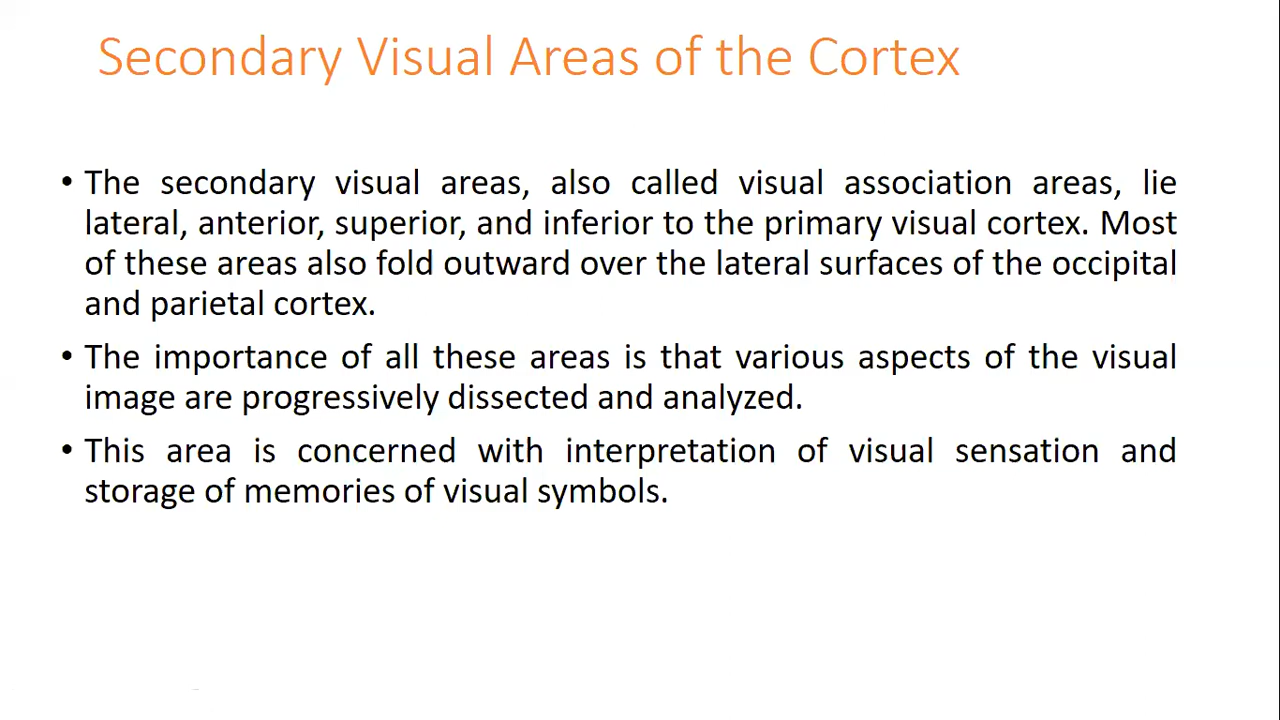 Secondary Visual Areas of the Cortex
• The secondary visual areas, also called visual association areas, lie
lateral, anterior, superior, and inferior to the primary visual cortex. Most
of these areas also fold outward over the lateral surfaces of the occipital
and parietal cortex.
• The importance of all these areas is that various aspects of the visual
image are progressively dissected and analyzed.
• This area is concerned with interpretation of visual sensation and
storage of memories of visual symbols.